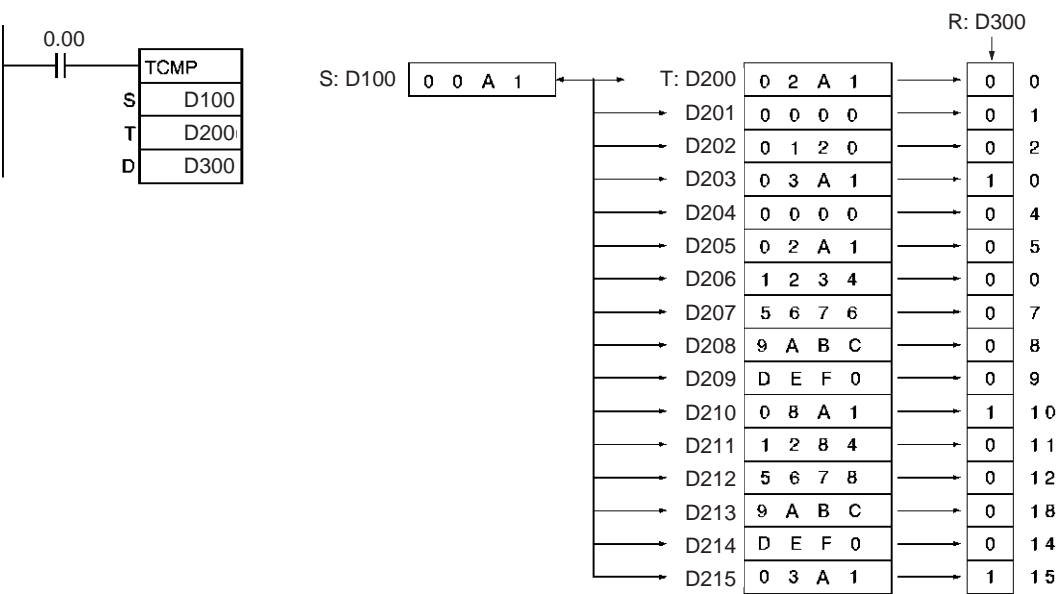 R: D300
0.00
TCMP
S D100
T D200
D D300
S: D100 0 0 A 1
T: D200 0 2 A 1 0 0
D201 0 0 0 0 0 1
D202 0 1 2 0 0 2
D203 0 3 A 1 1 0
D204 0 0 0 0 0 4
D205 0 2 A 1 0 5
D206 1 2 3 4 0 0
D207 5 6 7 6 0 7
D208 9 A B C 0 8
D209 D E F 0 0 9
D210 0 8 A 1 1 10
D211 1 2 8 4 0 11
D212 5 6 7 8 0 12
D213 9 A B C 0 18
D214 D E F 0 0 14
D215 0 3 A 1 1 15